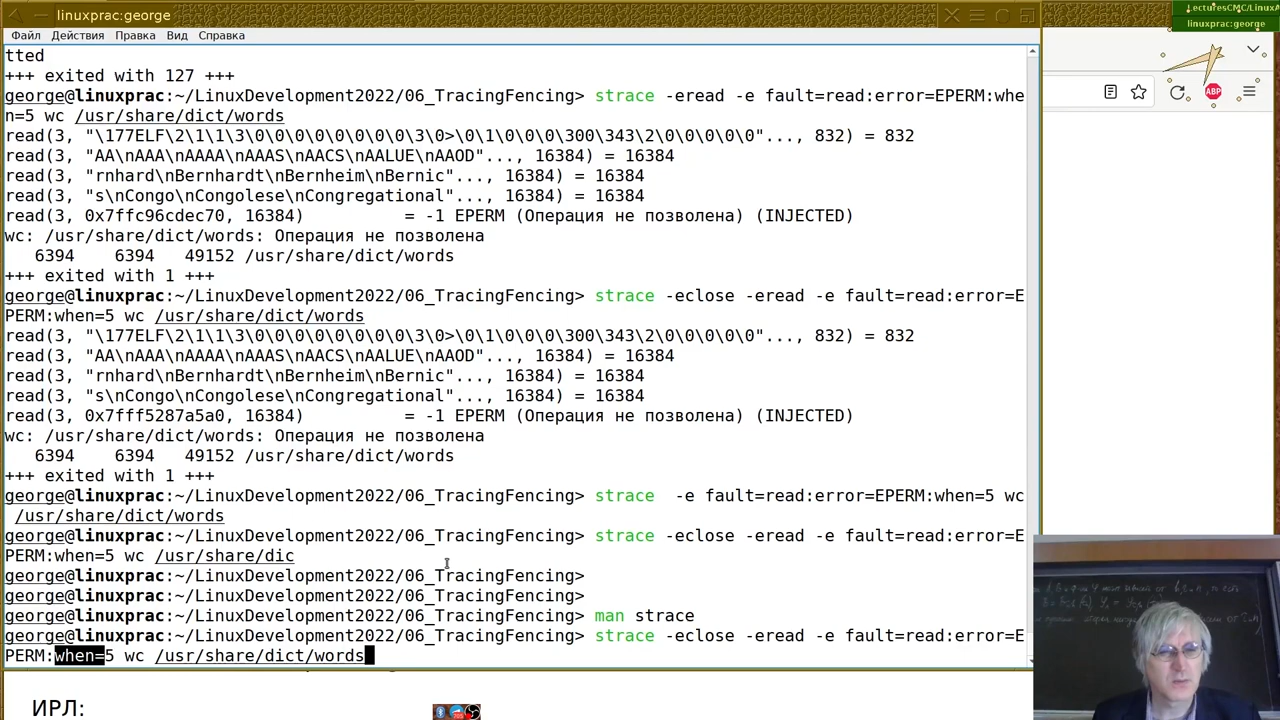 linuxprac:george
.LecturesCMC/LinuxA
linuxprac:george
Файл Действия Правка Вид Справка
tted
+++ exited with 127 +++
george@linuxprac:~/LinuxDevelopment2022/06_TracingFencing> strace -eread -e fault=read:error=EPERM:whe
n=5 wc /usr/share/dict/words
read(3, "\177ELF\2\1\1\3\0\0\0\0\0\0\0\0\3\0>\0\1\0\0\0\300\343\2\0\0\0\0\0"..., 832) = 832
read(3, "AA\nAAA\nAAAA\nAAAS\nAACS\nAALUE\nAAOD"..., 16384) = 16384
read(3, "rnhard\nBernhardt\nBernheim\nBernic"..., 16384) = 16384
read(3, "s\nCongo\nCongolese\nCongregational"..., 16384) = 16384
read(3, 0x7ffc96cdec70, 16384) = -1 EPERM (Операция не позволена) (INJECTED)
wc: /usr/share/dict/words: Операция не позволена
6394 6394 49152 /usr/share/dict/words
+++ exited with 1 +++
george@linuxprac:~/LinuxDevelopment2022/06_TracingFencing> strace -eclose -eread -e fault=read:error=E
PERM:when=5 wc /usr/share/dict/words
read(3, "\177ELF\2\1\1\3\0\0\0\0\0\0\0\0\3\0>\0\1\0\0\0\300\343\2\0\0\0\0\0"..., 832) = 832
read(3, "AA\nAAA\nAAAA\nAAAS\nAACS\nAALUE\nAAOD"..., 16384) = 16384
read(3, "rnhard\nBernhardt\nBernheim\nBernic"..., 16384) = 16384
read(3, "s\nCongo\nCongolese\nCongregational"..., 16384) = 16384
read(3, 0x7fff5287a5a0, 16384) = -1 EPERM (Операция не позволена) (INJECTED)
wc: /usr/share/dict/words: Операция не позволена
6394 6394 49152 /usr/share/dict/words
+++ exited with 1 +++
george@linuxprac:~/LinuxDevelopment2022/06_TracingFencing> strace  -e fault=read:error=EPERM:when=5 wc
/usr/share/dict/words
george@linuxprac:~/LinuxDevelopment2022/06_TracingFencing> strace -eclose -eread -e fault=read:error=E
PERM:when=5 wc /usr/share/dic
george@linuxprac:~/LinuxDevelopment2022/06_TracingFencing>
george@linuxprac:~/LinuxDevelopment2022/06_TracingFencing>
george@linuxprac:~/LinuxDevelopment2022/06_TracingFencing> man strace
george@linuxprac:~/LinuxDevelopment2022/06_TracingFencing> strace -eclose -eread -e fault=read:error=E
PERM:when=5 wc /usr/share/dict/words
ABP
ИРЛ: